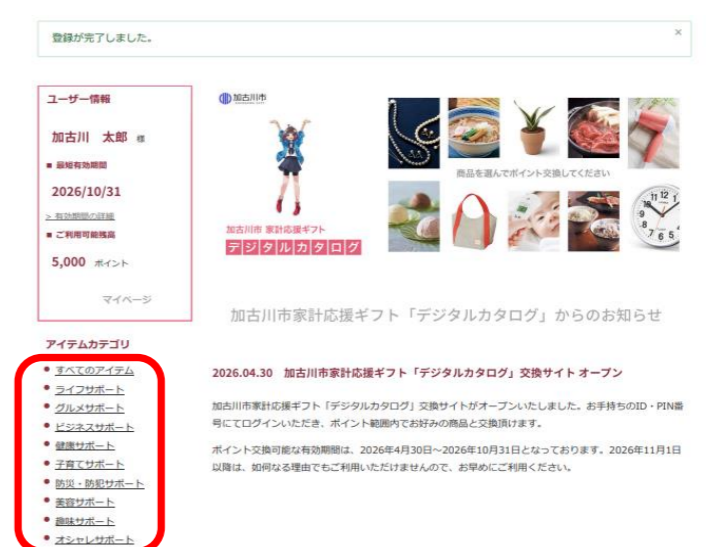 登録が完了しました。
×
ユーザー情報
加古川　太郎 様
■ 最短有効期間
2026/10/31
> 有効期間の詳細
■ ご利用可能残高
5,000 ポイント
マイページ
加古川市
加古川市 家計応援ギフト
デジタルカタログ
商品を選んでポイント交換してください
加古川市家計応援ギフト「デジタルカタログ」からのお知らせ
アイテムカテゴリ
すべてのアイテム
ライフサポート
グルメサポート
ビジネスサポート
健康サポート
子育てサポート
防災・防犯サポート
美容サポート
趣味サポート
オシャレサポート
2026.04.30　加古川市家計応援ギフト「デジタルカタログ」交換サイト オープン
加古川市家計応援ギフト「デジタルカタログ」交換サイトがオープンいたしました。お手持ちのID・PIN番
号にてログインいただき、ポイント範囲内でお好みの商品と交換頂けます。
ポイント交換可能な有効期間は、2026年4月30日～2026年10月31日となっております。2026年11月1日
以降は、如何なる理由でもご利用いただけませんので、お早めにご利用ください。